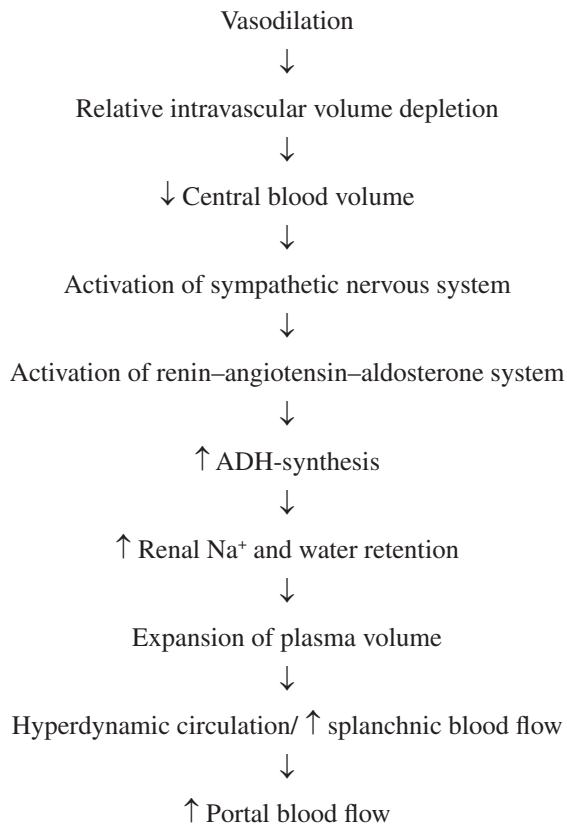 Vasodilation
↓
Relative intravascular volume depletion
↓
↓ Central blood volume
↓
Activation of sympathetic nervous system
↓
Activation of renin–angiotensin–aldosterone system
↓
↑ ADH-synthesis
↓
↑ Renal Na⁺ and water retention
↓
Expansion of plasma volume
↓
Hyperdynamic circulation/ ↑ splanchnic blood flow
↓
↑ Portal blood flow